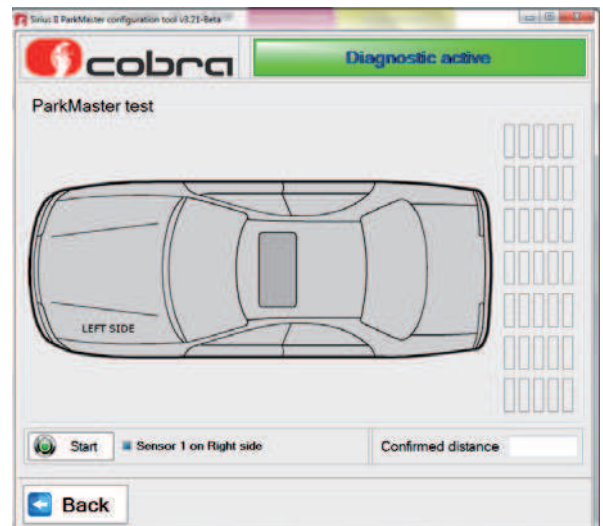 Sirius II ParkMaster configuration tool v3.21-Beta
cobra
Diagnostic active
ParkMaster test
LEFT SIDE
Start
Sensor 1 on Right side
Confirmed distance
Back